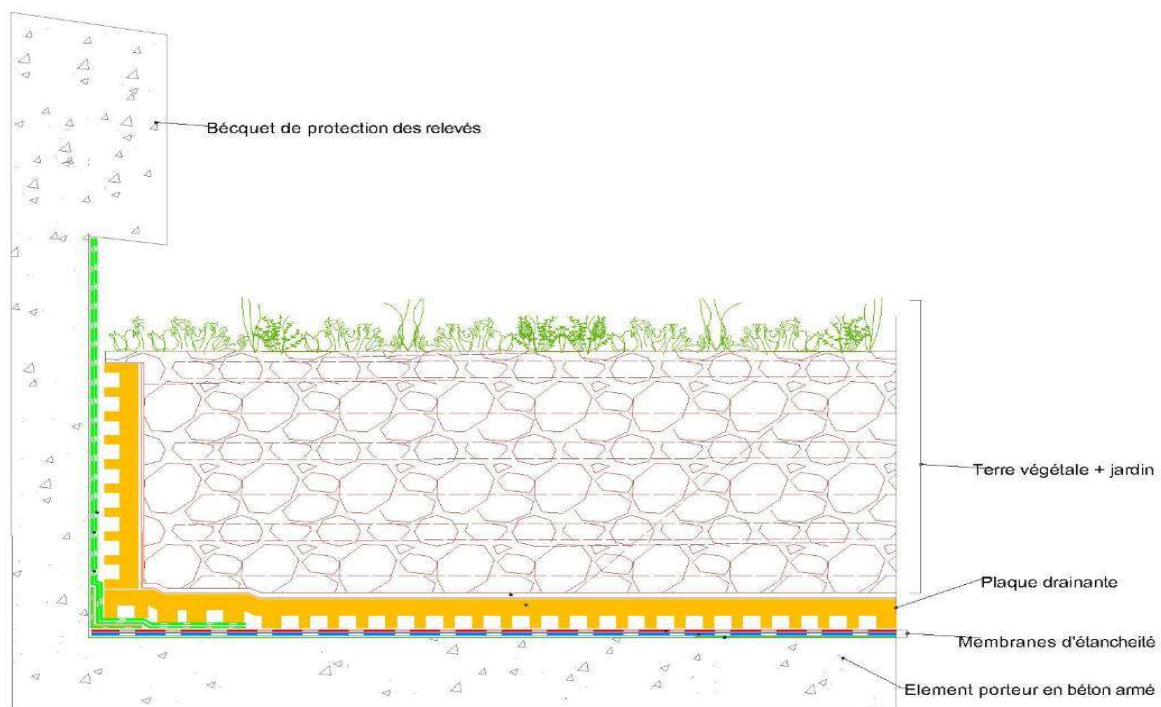 Bécquet de protection des relevés
Terre végétale + jardin
Plaque drainante
Membranes d'étancheité
Element porteur en béton armé